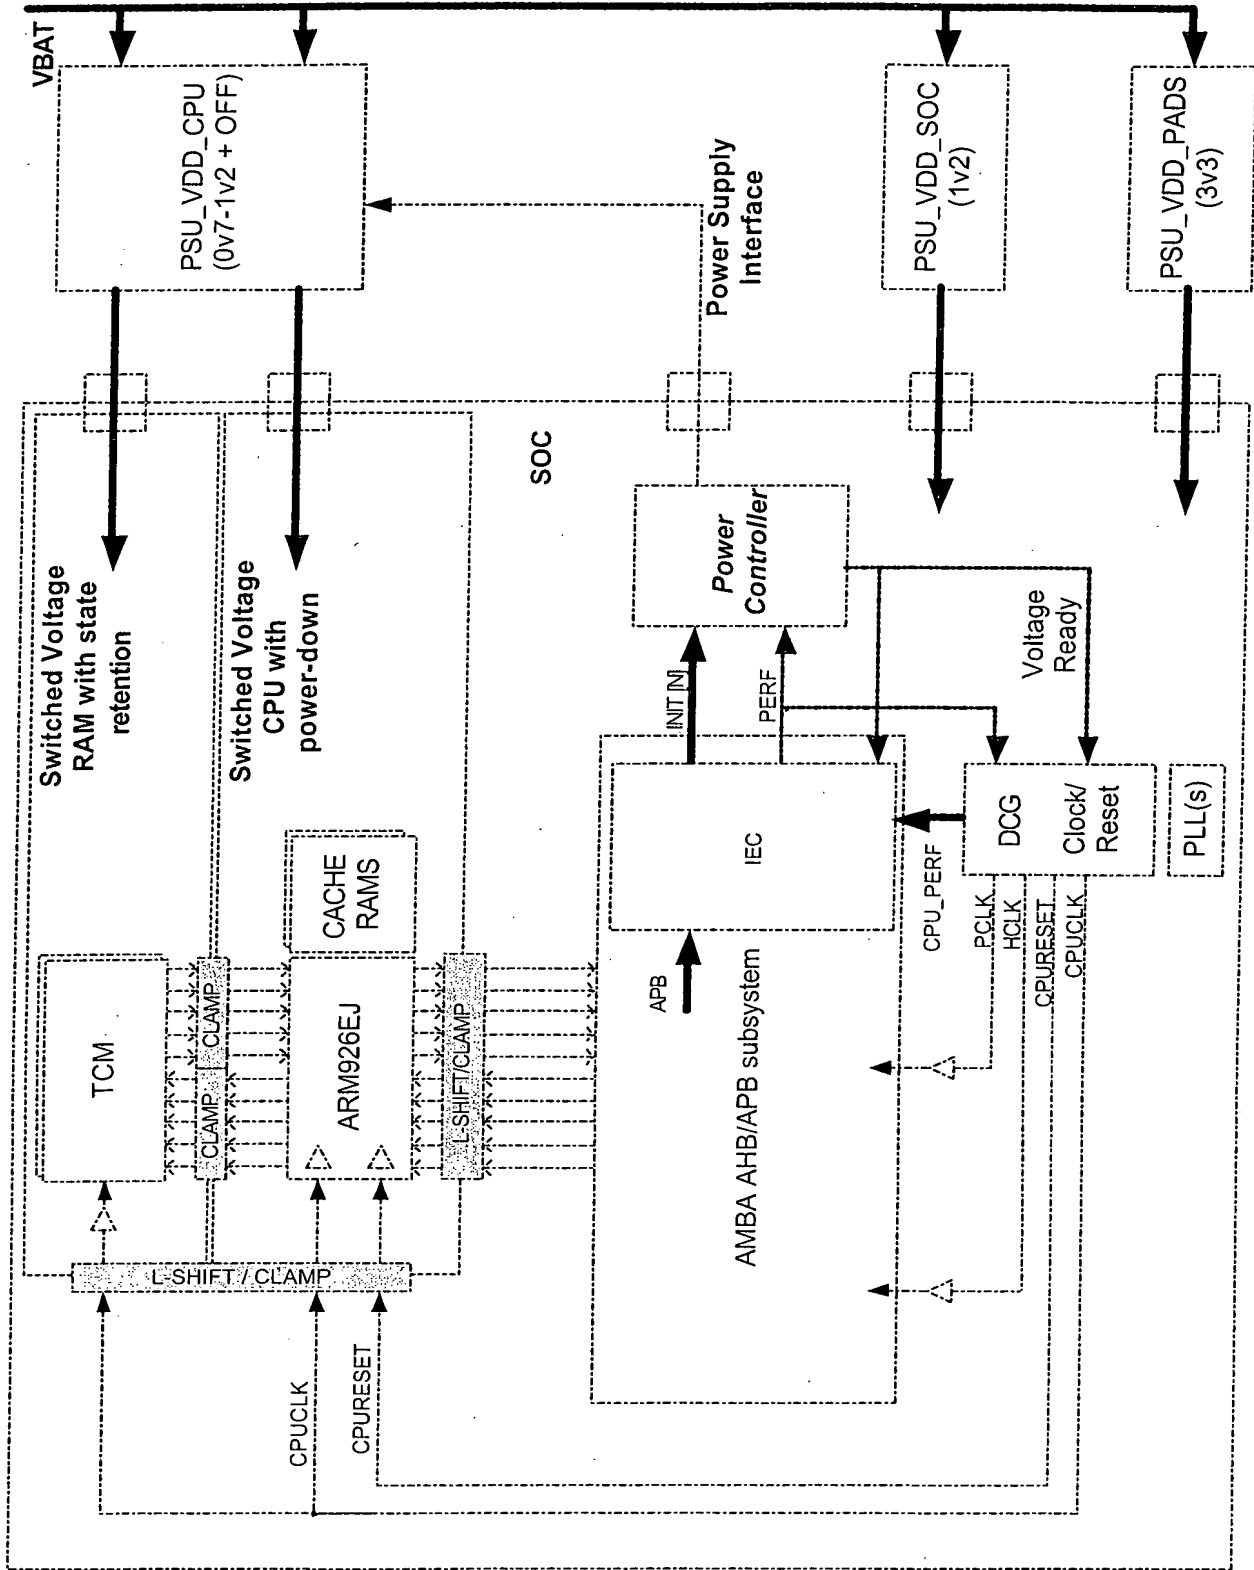 VBAT
PSU_VDD_CPU
(0v7-1v2 + OFF)
PSU_VDD_SOC
(1v2)
PSU_VDD_PADS
(3v3)
Power Supply
Interface
Switched Voltage
RAM with state
retention
Switched Voltage
CPU with
power-down
SOC
Power
Controller
INIT [N]
PERF
Voltage
Ready
TCM
CLAMP
CLAMP
CACHE
RAMS
ARM926EJ
L-SHIFT/CLAMP
L-SHIFT / CLAMP
IEC
APB
AMBA AHB/APB subsystem
CPU_PERF
DCG
Clock/
Reset
PLL(s)
PCLK
HCLK
CPURESET
CPUCLK
CPUCLK
CPURESET